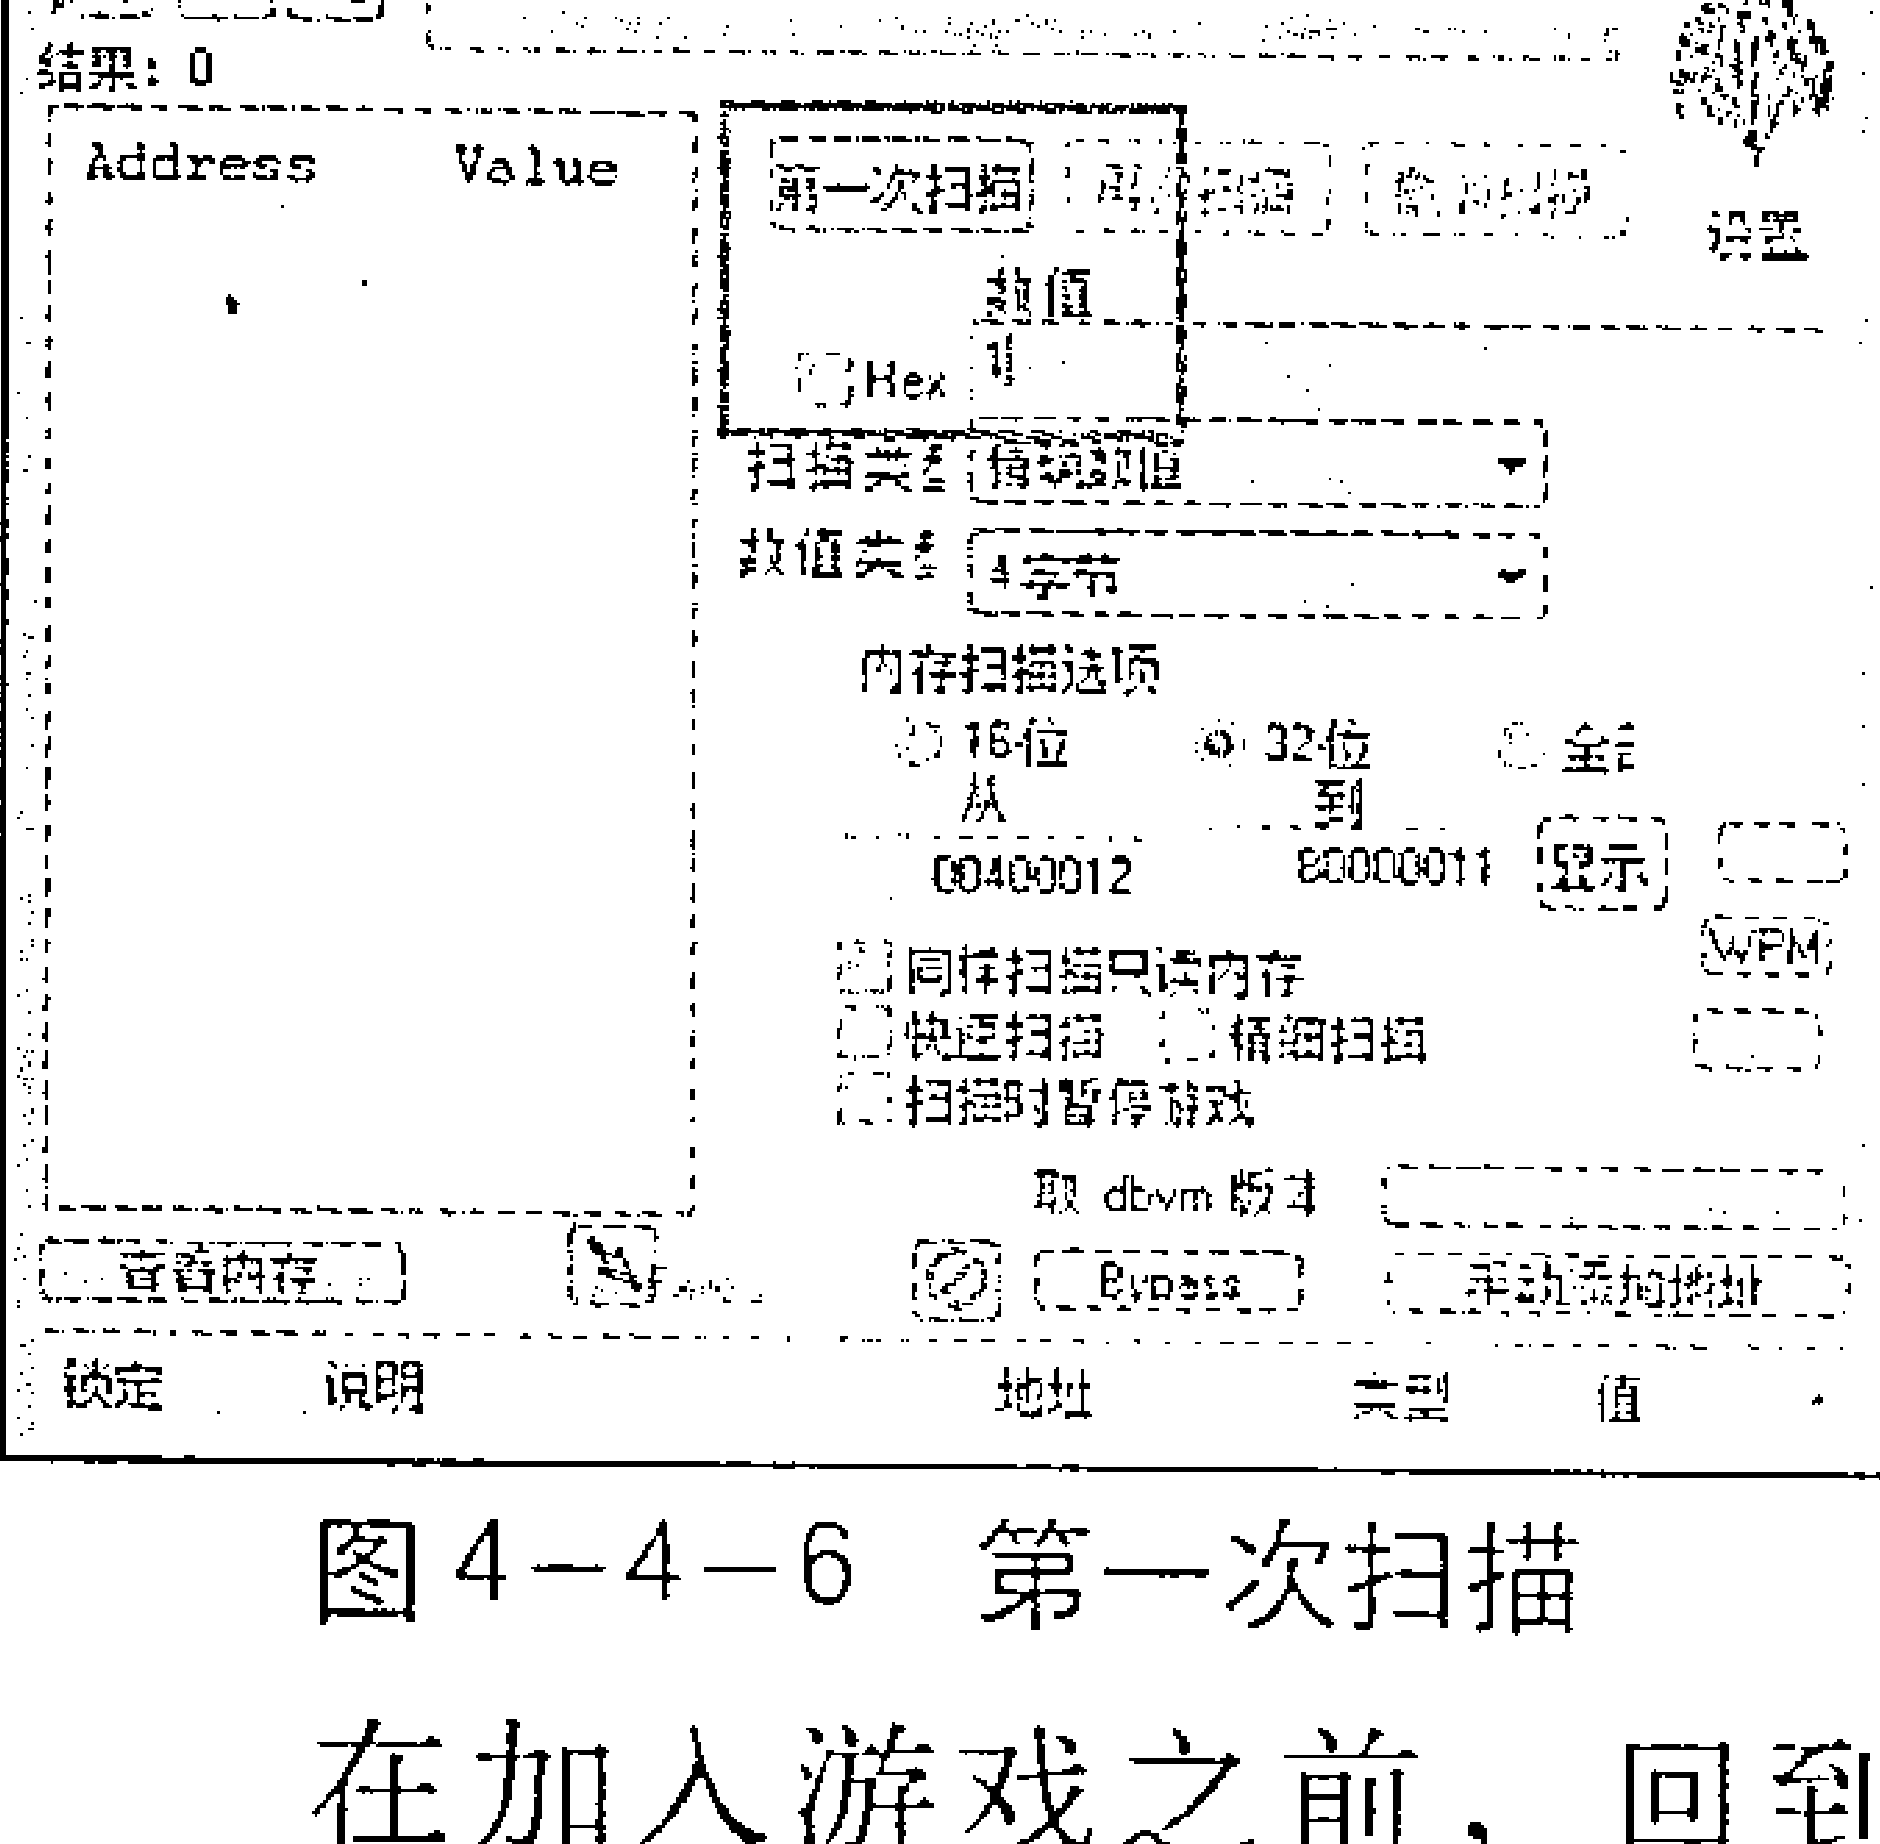 结果: 0
Address Value
第一次扫描
设置
数值
Hex
扫描类
数值类
4字节
内存扫描选项
16位 32位
从 到
00400012 80000011 显示
WPM
同样扫描只读内存
快速扫描 精细扫描
扫描时暂停游戏
取 dbvm 版本
查看内存 Bypass 手动添加地址
锁定 说明 地址 类型 值
图4-4-6 第一次扫描
在加入游戏之前,回到